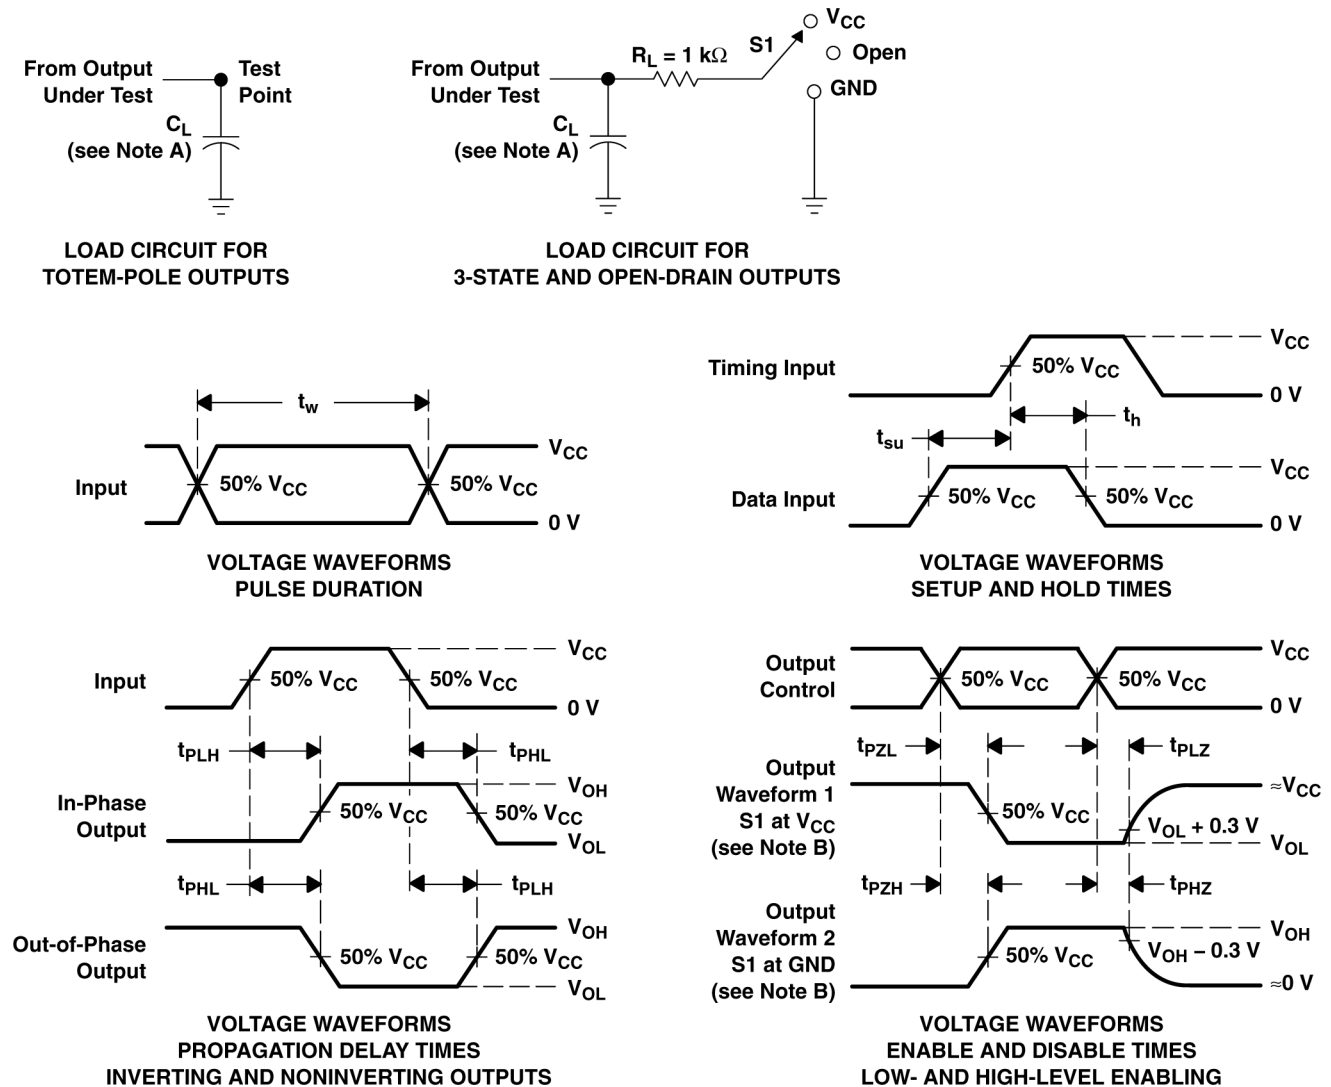 From Output
Under Test
Test
Point
CL
(see Note A)
LOAD CIRCUIT FOR
TOTEM-POLE OUTPUTS
From Output
Under Test
RL = 1 kΩ
S1
VCC
Open
GND
CL
(see Note A)
LOAD CIRCUIT FOR
3-STATE AND OPEN-DRAIN OUTPUTS
tw
Input
50% VCC
50% VCC
VCC
0 V
VOLTAGE WAVEFORMS
PULSE DURATION
Timing Input
50% VCC
VCC
0 V
th
tsu
Data Input
50% VCC
50% VCC
VCC
0 V
VOLTAGE WAVEFORMS
SETUP AND HOLD TIMES
Input
50% VCC
50% VCC
VCC
0 V
tPLH
tPHL
In-Phase
Output
50% VCC
50% VCC
VOH
VOL
tPHL
tPLH
Out-of-Phase
Output
50% VCC
50% VCC
VOH
VOL
VOLTAGE WAVEFORMS
PROPAGATION DELAY TIMES
INVERTING AND NONINVERTING OUTPUTS
Output
Control
50% VCC
50% VCC
VCC
0 V
tPZL
tPLZ
Output
Waveform 1
S1 at VCC
(see Note B)
50% VCC
VOL + 0.3 V
≈VCC
VOL
tPZH
tPHZ
Output
Waveform 2
S1 at GND
(see Note B)
50% VCC
VOH − 0.3 V
VOH
≈0 V
VOLTAGE WAVEFORMS
ENABLE AND DISABLE TIMES
LOW- AND HIGH-LEVEL ENABLING